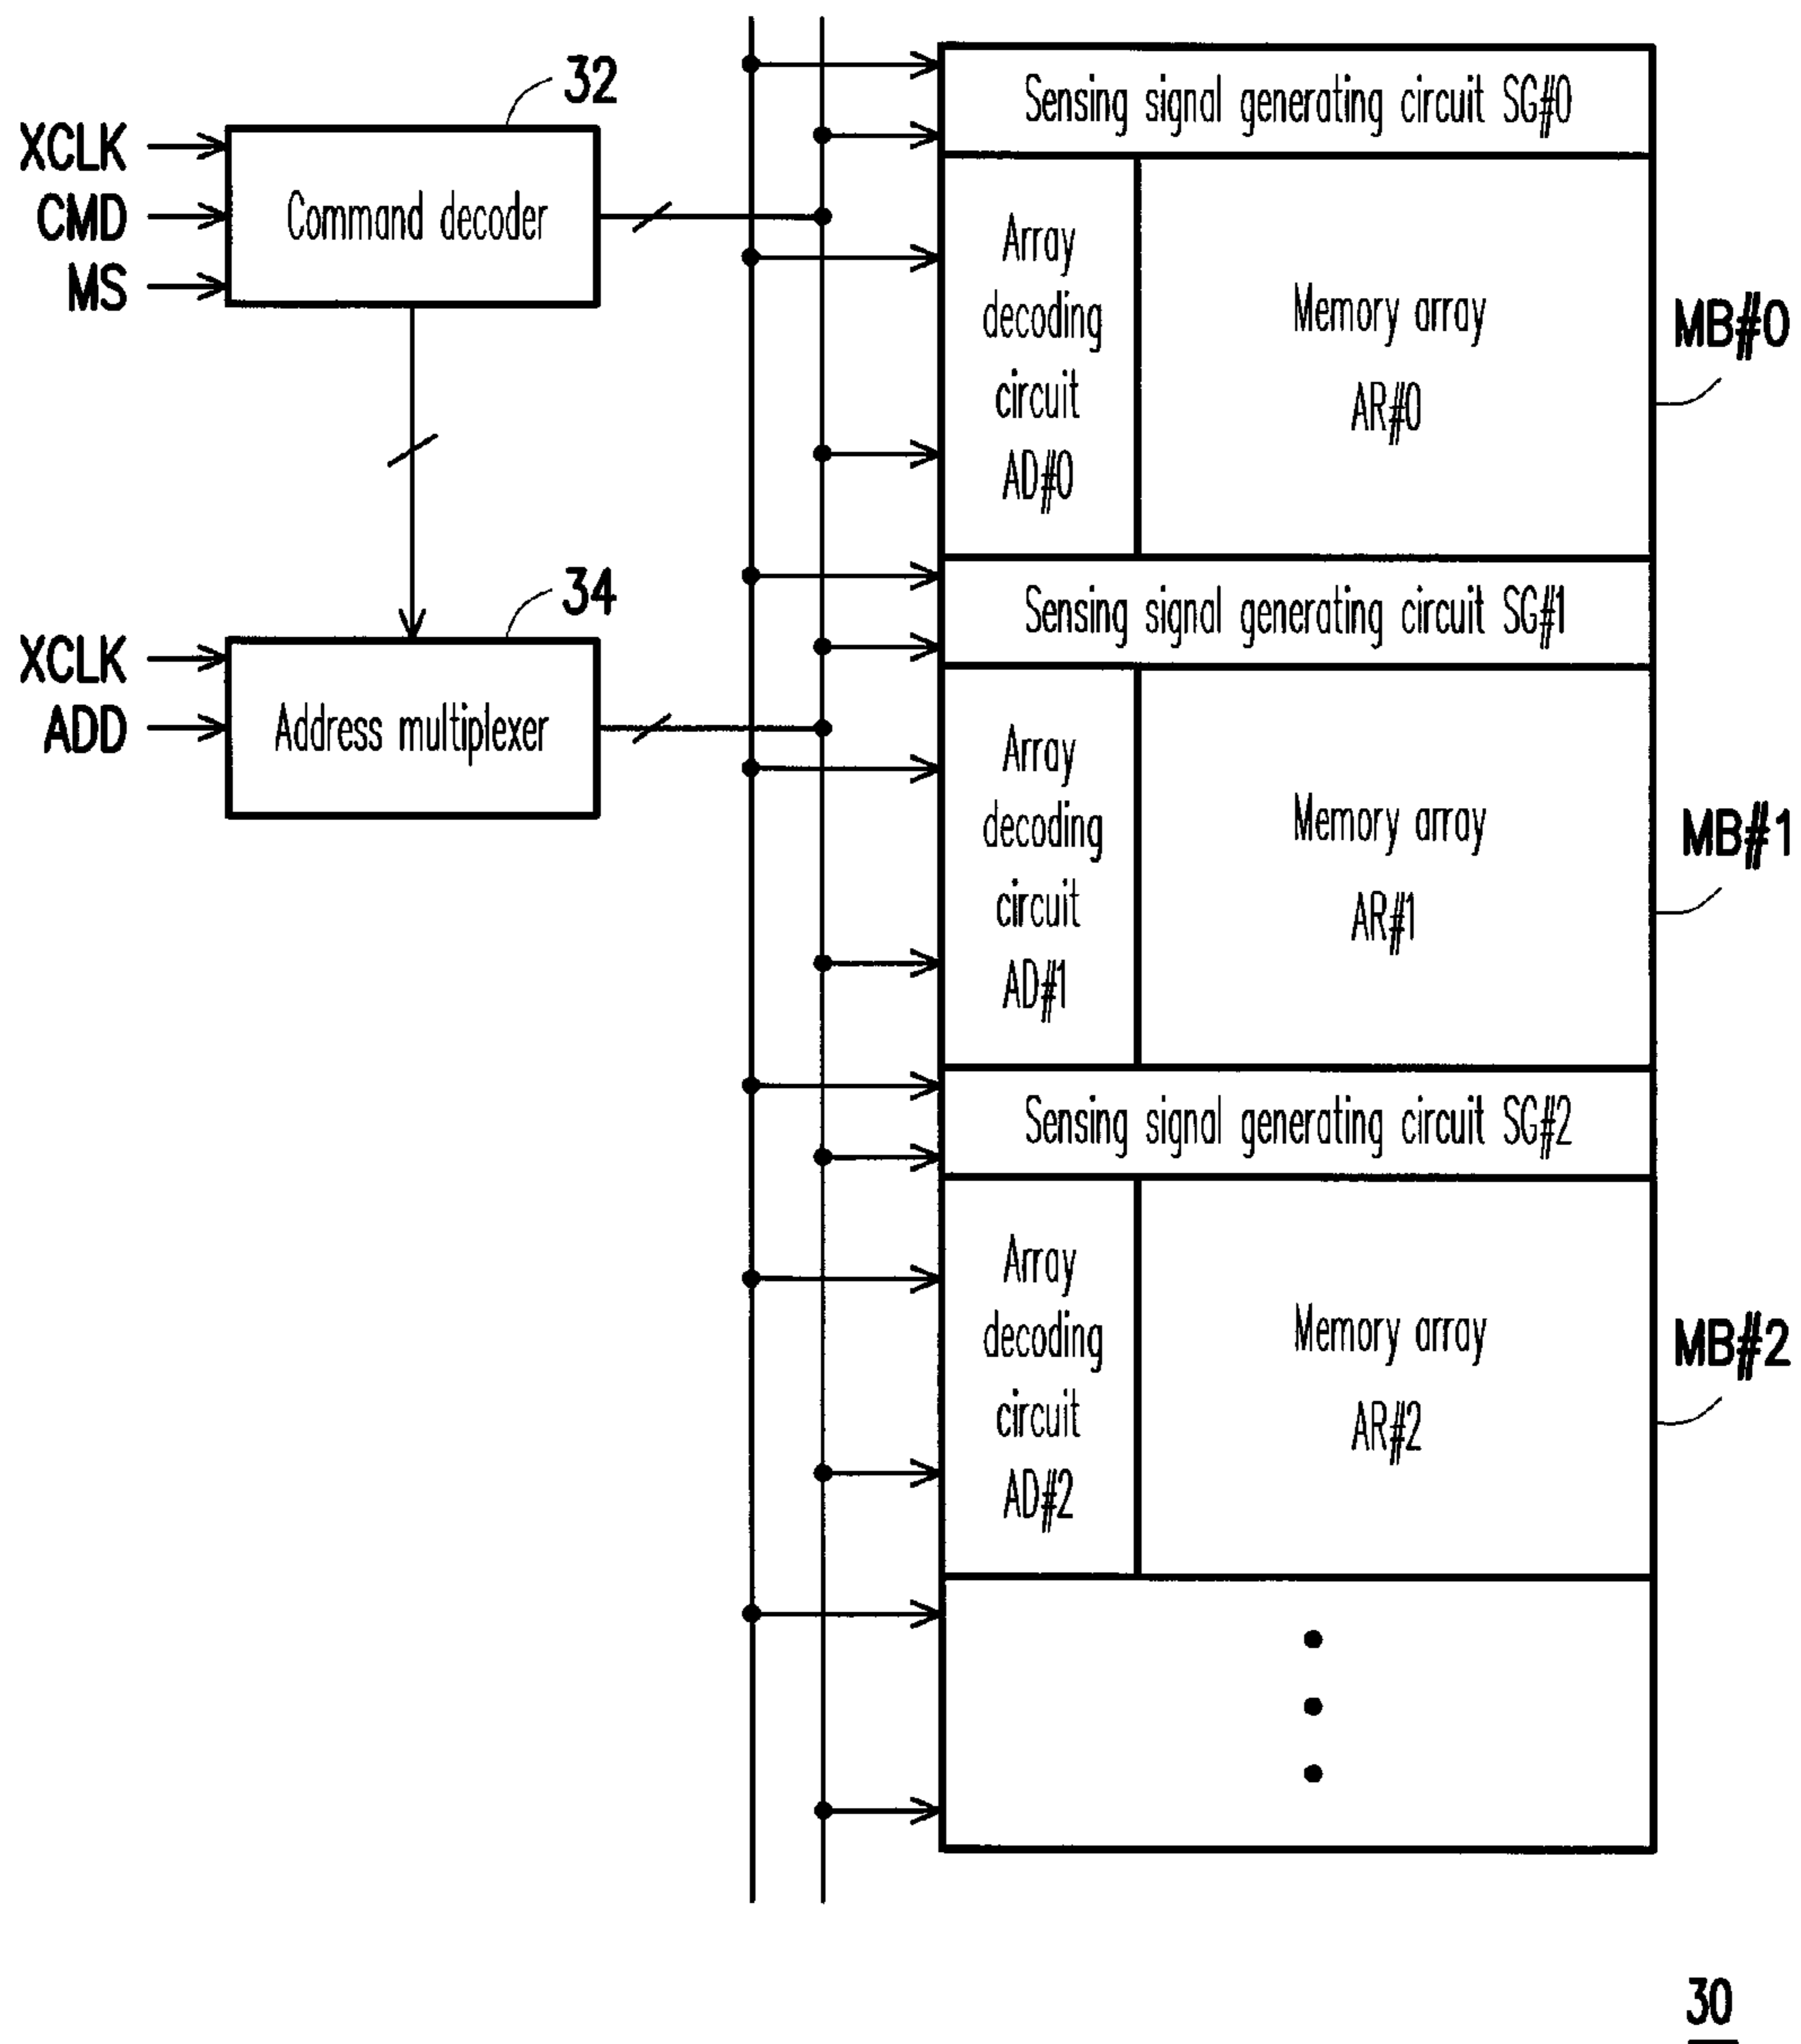 32
XCLK
CMD
MS
Command decoder
34
XCLK
ADD
Address multiplexer
Sensing signal generating circuit SG#0
Array
decoding
circuit
AD#0
Memory array
AR#0
MB#0
Sensing signal generating circuit SG#1
Array
decoding
circuit
AD#1
Memory array
AR#1
MB#1
Sensing signal generating circuit SG#2
Array
decoding
circuit
AD#2
Memory array
AR#2
MB#2
30